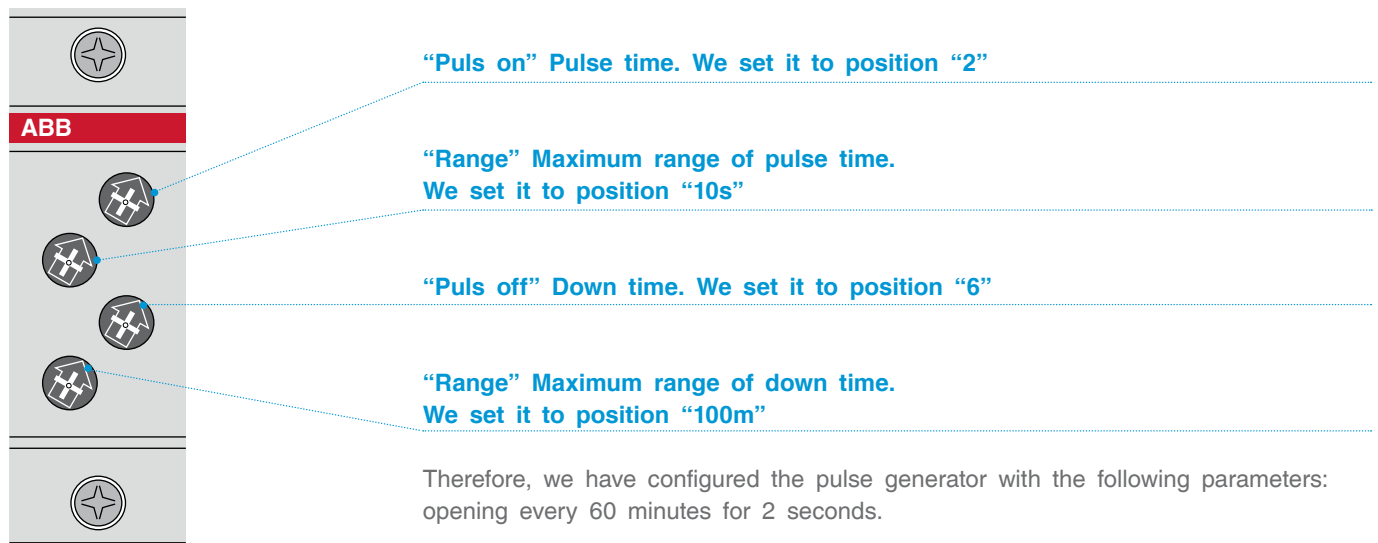 “Puls on” Pulse time. We set it to position “2”
ABB
“Range” Maximum range of pulse time.
We set it to position “10s”
“Puls off” Down time. We set it to position “6”
“Range” Maximum range of down time.
We set it to position “100m”
Therefore, we have configured the pulse generator with the following parameters:
opening every 60 minutes for 2 seconds.